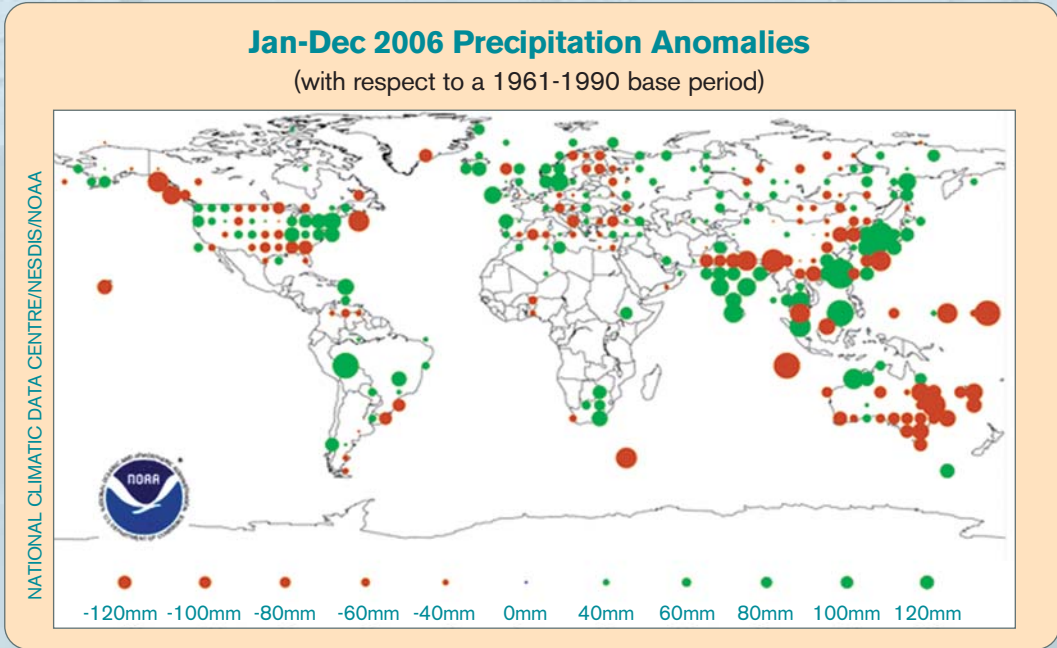 Jan-Dec 2006 Precipitation Anomalies
(with respect to a 1961-1990 base period)
NATIONAL CLIMATIC DATA CENTRE/NESDIS/NOAA
NOAA
-120mm -100mm -80mm -60mm -40mm 0mm 40mm 60mm 80mm 100mm 120mm